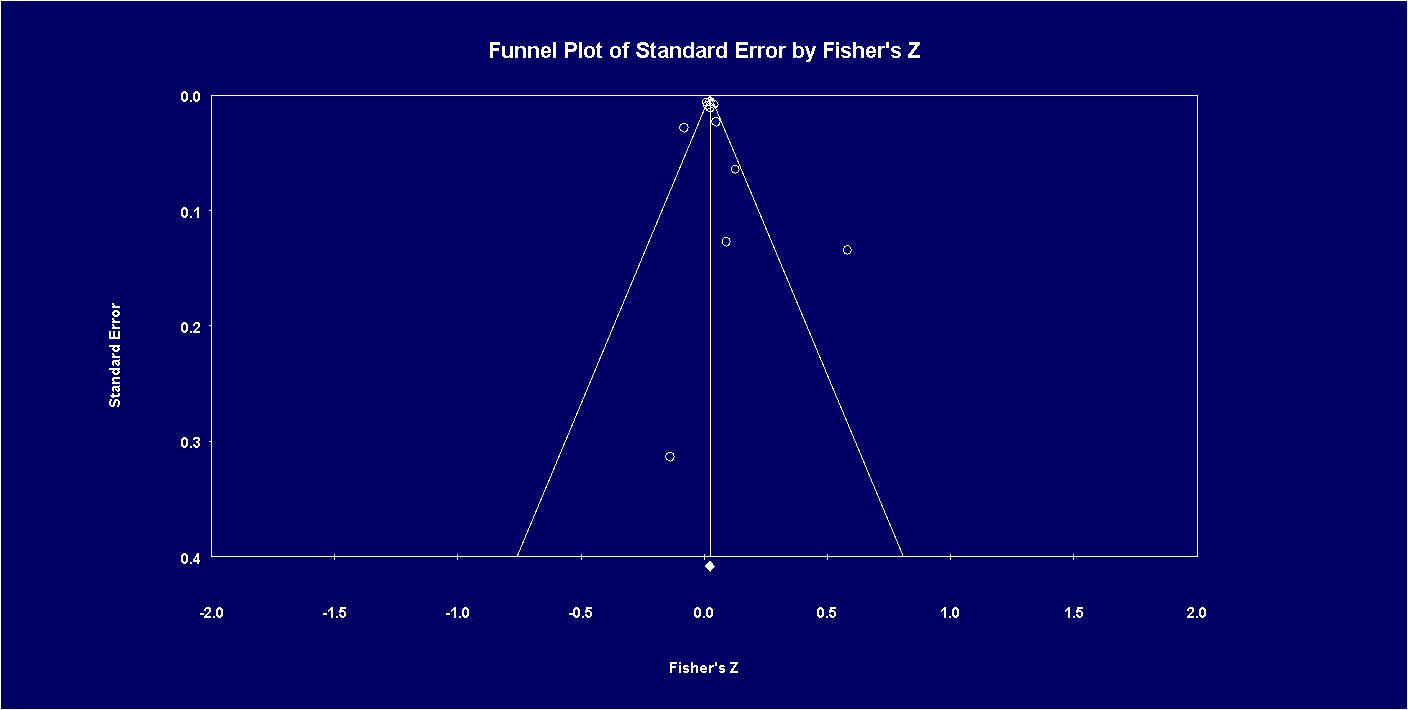 Funnel Plot of Standard Error by Fisher's Z
0.0
0.1
0.2
0.3
0.4
Standard Error
-2.0 -1.5 -1.0 -0.5 0.0 0.5 1.0 1.5 2.0
Fisher's Z